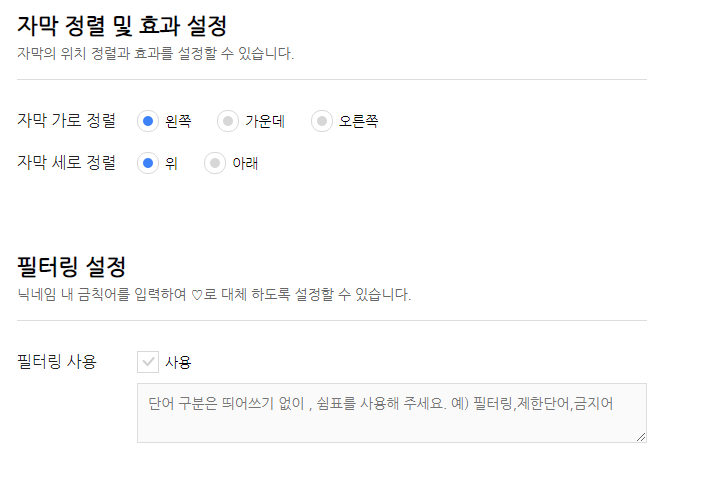 자막 정렬 및 효과 설정
자막의 위치 정렬과 효과를 설정할 수 있습니다.
자막 가로 정렬 왼쪽 가운데 오른쪽
자막 세로 정렬 위 아래
필터링 설정
닉네임 내 금칙어를 입력하여 ♡로 대체 하도록 설정할 수 있습니다.
필터링 사용 사용
단어 구분은 띄어쓰기 없이 , 쉼표를 사용해 주세요. 예) 필터링,제한단어,금지어